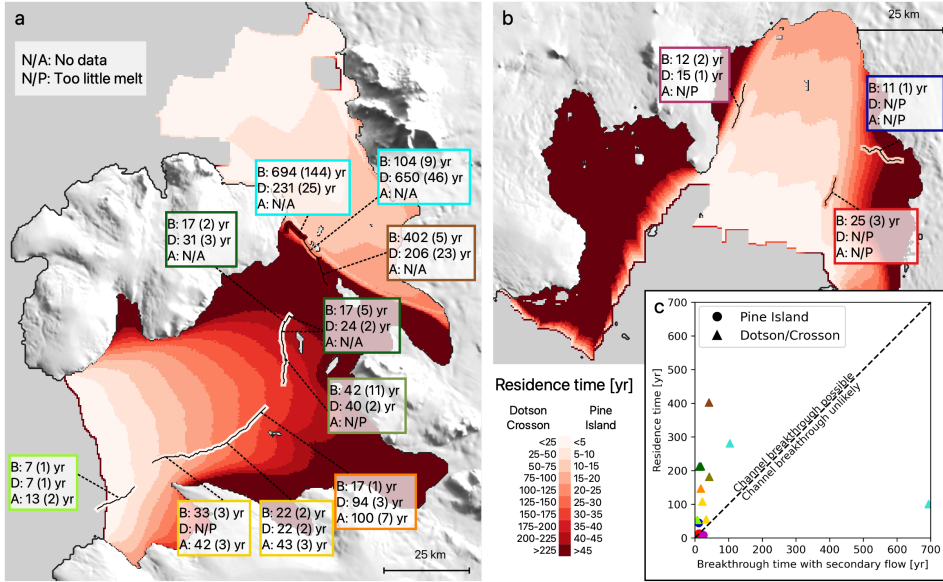 a
N/A: No data
N/P: Too little melt
B: 694 (144) yr
D: 231 (25) yr
A: N/A
B: 104 (9) yr
D: 650 (46) yr
A: N/A
B: 17 (2) yr
D: 31 (3) yr
A: N/A
B: 402 (5) yr
D: 206 (23) yr
A: N/A
B: 17 (5) yr
D: 24 (2) yr
A: N/A
B: 42 (11) yr
D: 40 (2) yr
A: N/P
B: 7 (1) yr
D: 7 (1) yr
A: 13 (2) yr
B: 33 (3) yr
D: N/P
A: 42 (3) yr
B: 22 (2) yr
D: 22 (2) yr
A: 43 (3) yr
B: 17 (1) yr
D: 94 (3) yr
A: 100 (7) yr
25 km
b
25 km
B: 12 (2) yr
D: 15 (1) yr
A: N/P
B: 11 (1) yr
D: N/P
A: N/P
B: 25 (3) yr
D: N/P
A: N/P
Residence time [yr]
Dotson Pine
Crosson Island
<25 <5
25-50 5-10
50-75 10-15
75-100 15-20
100-125 20-25
125-150 25-30
150-175 30-35
175-200 35-40
200-225 40-45
>225 >45
c
Pine Island
Dotson/Crosson
Channel breakthrough possible
Channel breakthrough unlikely
Residence time [yr]
700
600
500
400
300
200
100
0
0 100 200 300 400 500 600 700
Breakthrough time with secondary flow [yr]